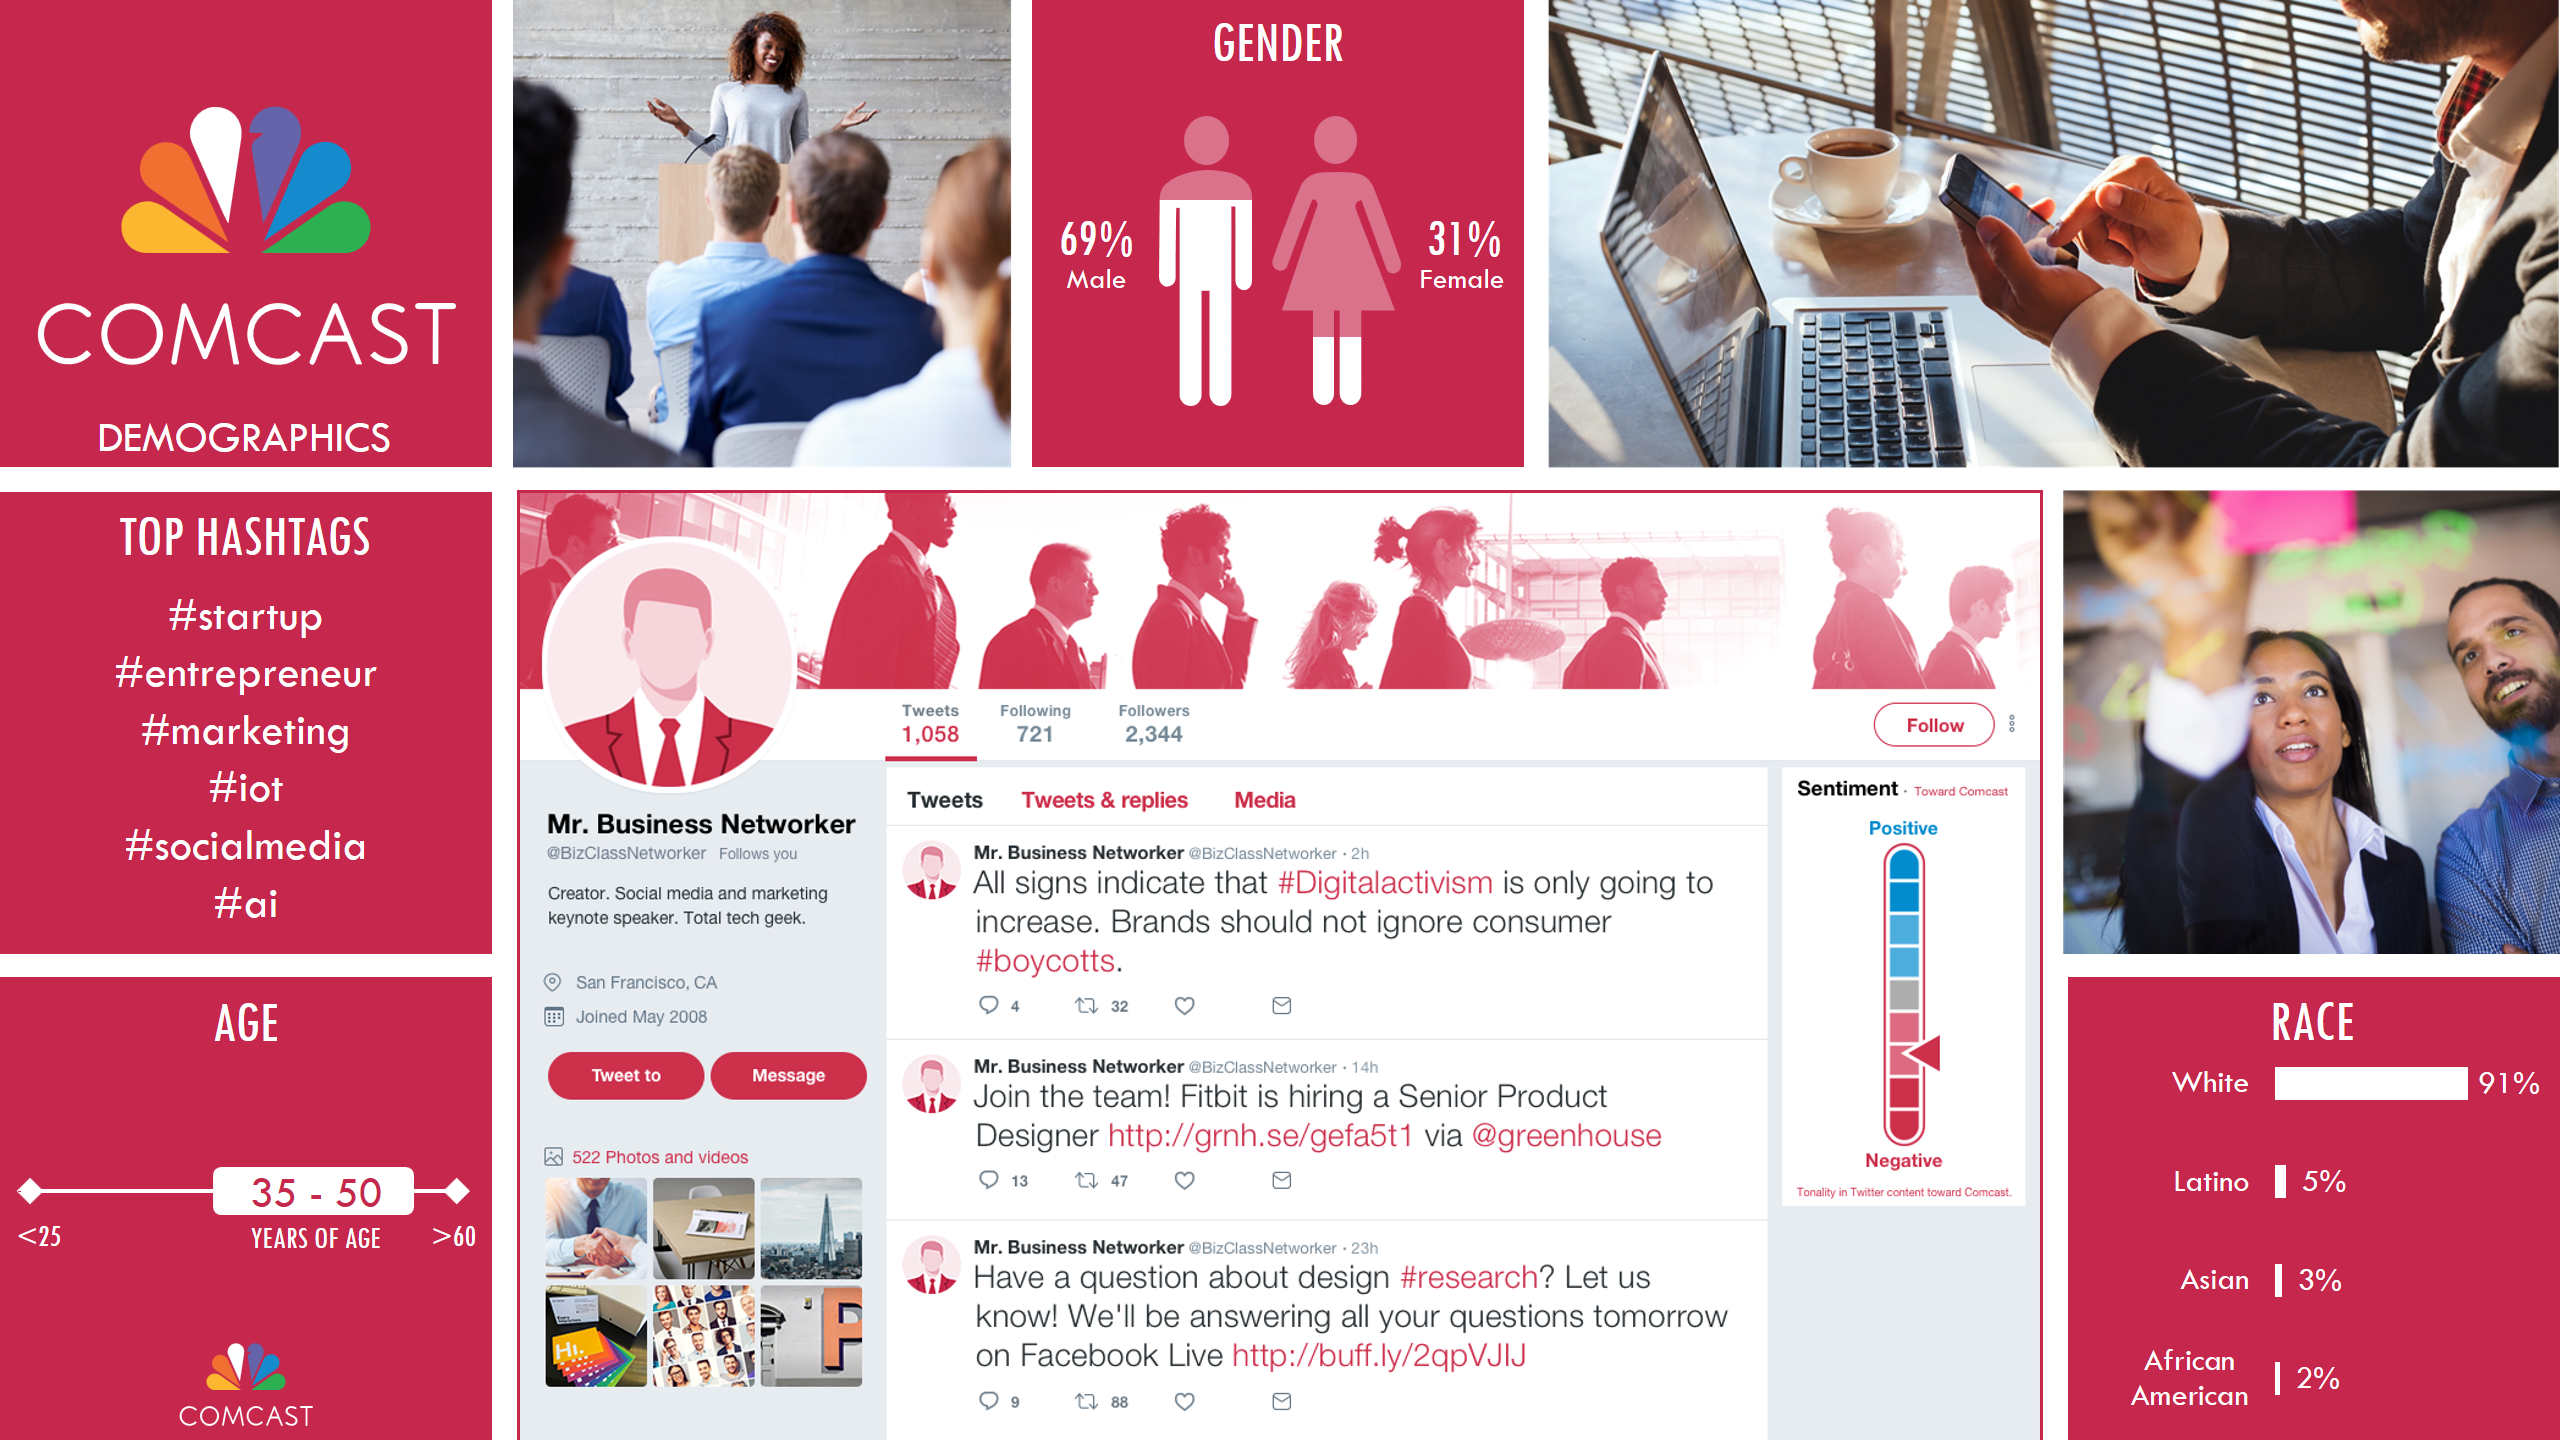 COMCAST
DEMOGRAPHICS
GENDER
69%
Male
31%
Female
TOP HASHTAGS
#startup
#entrepreneur
#marketing
#iot
#socialmedia
#ai
AGE
35 - 50
<25
YEARS OF AGE
>60
COMCAST
Tweets
1,058
Following
721
Followers
2,344
Follow
Mr. Business Networker
@BizClassNetworker Follows you
Creator. Social media and marketing
keynote speaker. Total tech geek.
San Francisco, CA
Joined May 2008
Tweet to
Message
522 Photos and videos
Hi.
P
Tweets Tweets & replies Media
Mr. Business Networker @BizClassNetworker · 2h
All signs indicate that #Digitalactivism is only going to
increase. Brands should not ignore consumer
#boycotts.
4 32
Mr. Business Networker @BizClassNetworker · 14h
Join the team! Fitbit is hiring a Senior Product
Designer http://grnh.se/gefa5t1 via @greenhouse
13 47
Mr. Business Networker @BizClassNetworker · 23h
Have a question about design #research? Let us
know! We'll be answering all your questions tomorrow
on Facebook Live http://buff.ly/2qpVJIJ
9 88
Sentiment · Toward Comcast
Positive
Negative
Tonality in Twitter content toward Comcast.
RACE
White 91%
Latino 5%
Asian 3%
African
American 2%